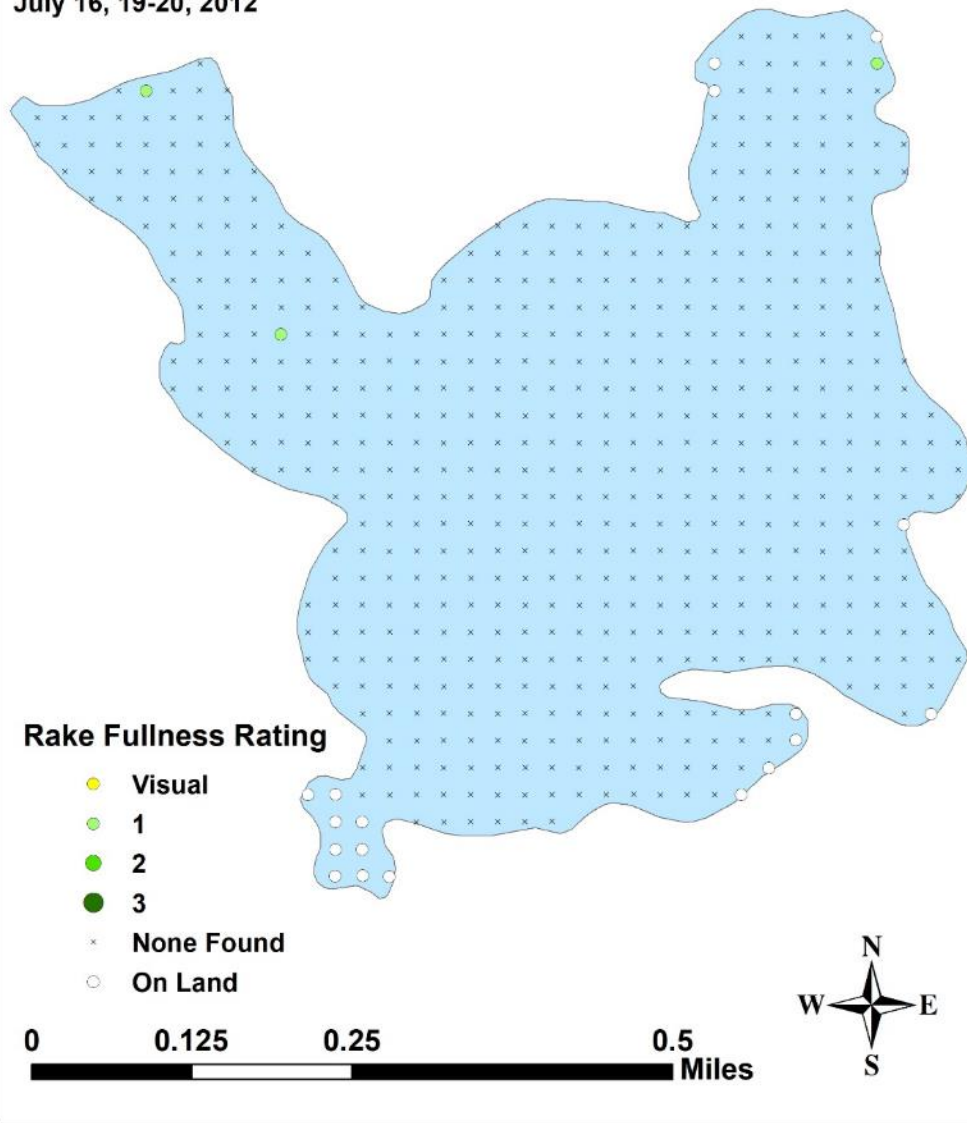 July 16, 19-20, 2012
Rake Fullness Rating
Visual
1
2
3
None Found
On Land
N
W E
S
0 0.125 0.25 0.5
Miles